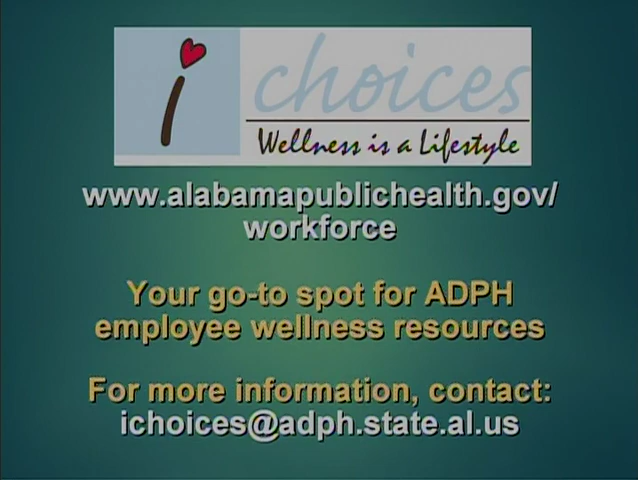 i choices
Wellness is a Lifestyle
www.alabamapublichealth.gov/
workforce
Your go-to spot for ADPH
employee wellness resources
For more information, contact:
ichoices@adph.state.al.us